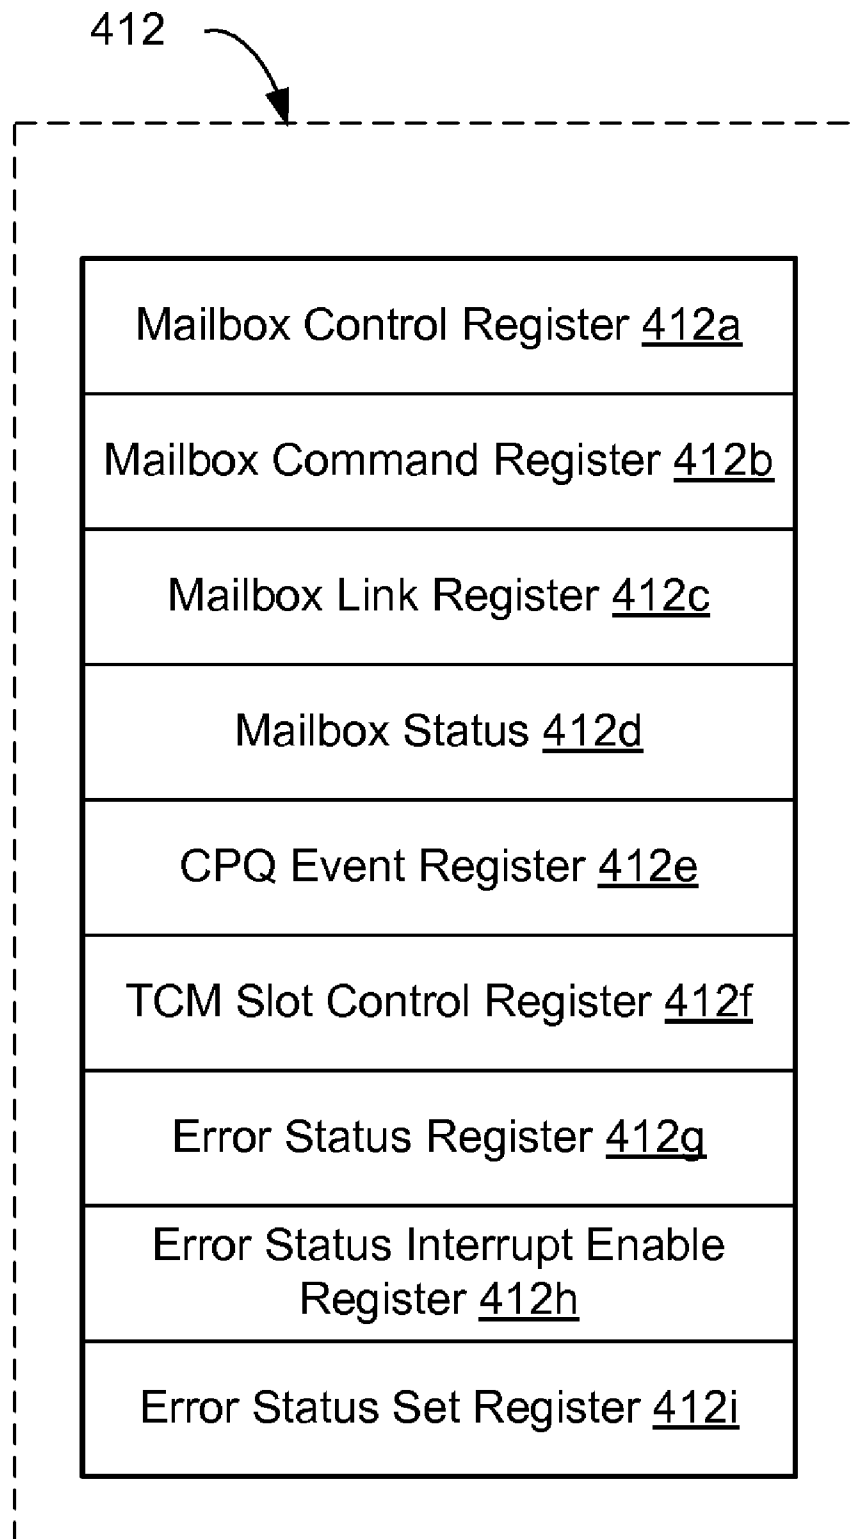 412
Mailbox Control Register 412a
Mailbox Command Register 412b
Mailbox Link Register 412c
Mailbox Status 412d
CPQ Event Register 412e
TCM Slot Control Register 412f
Error Status Register 412g
Error Status Interrupt Enable
Register 412h
Error Status Set Register 412i